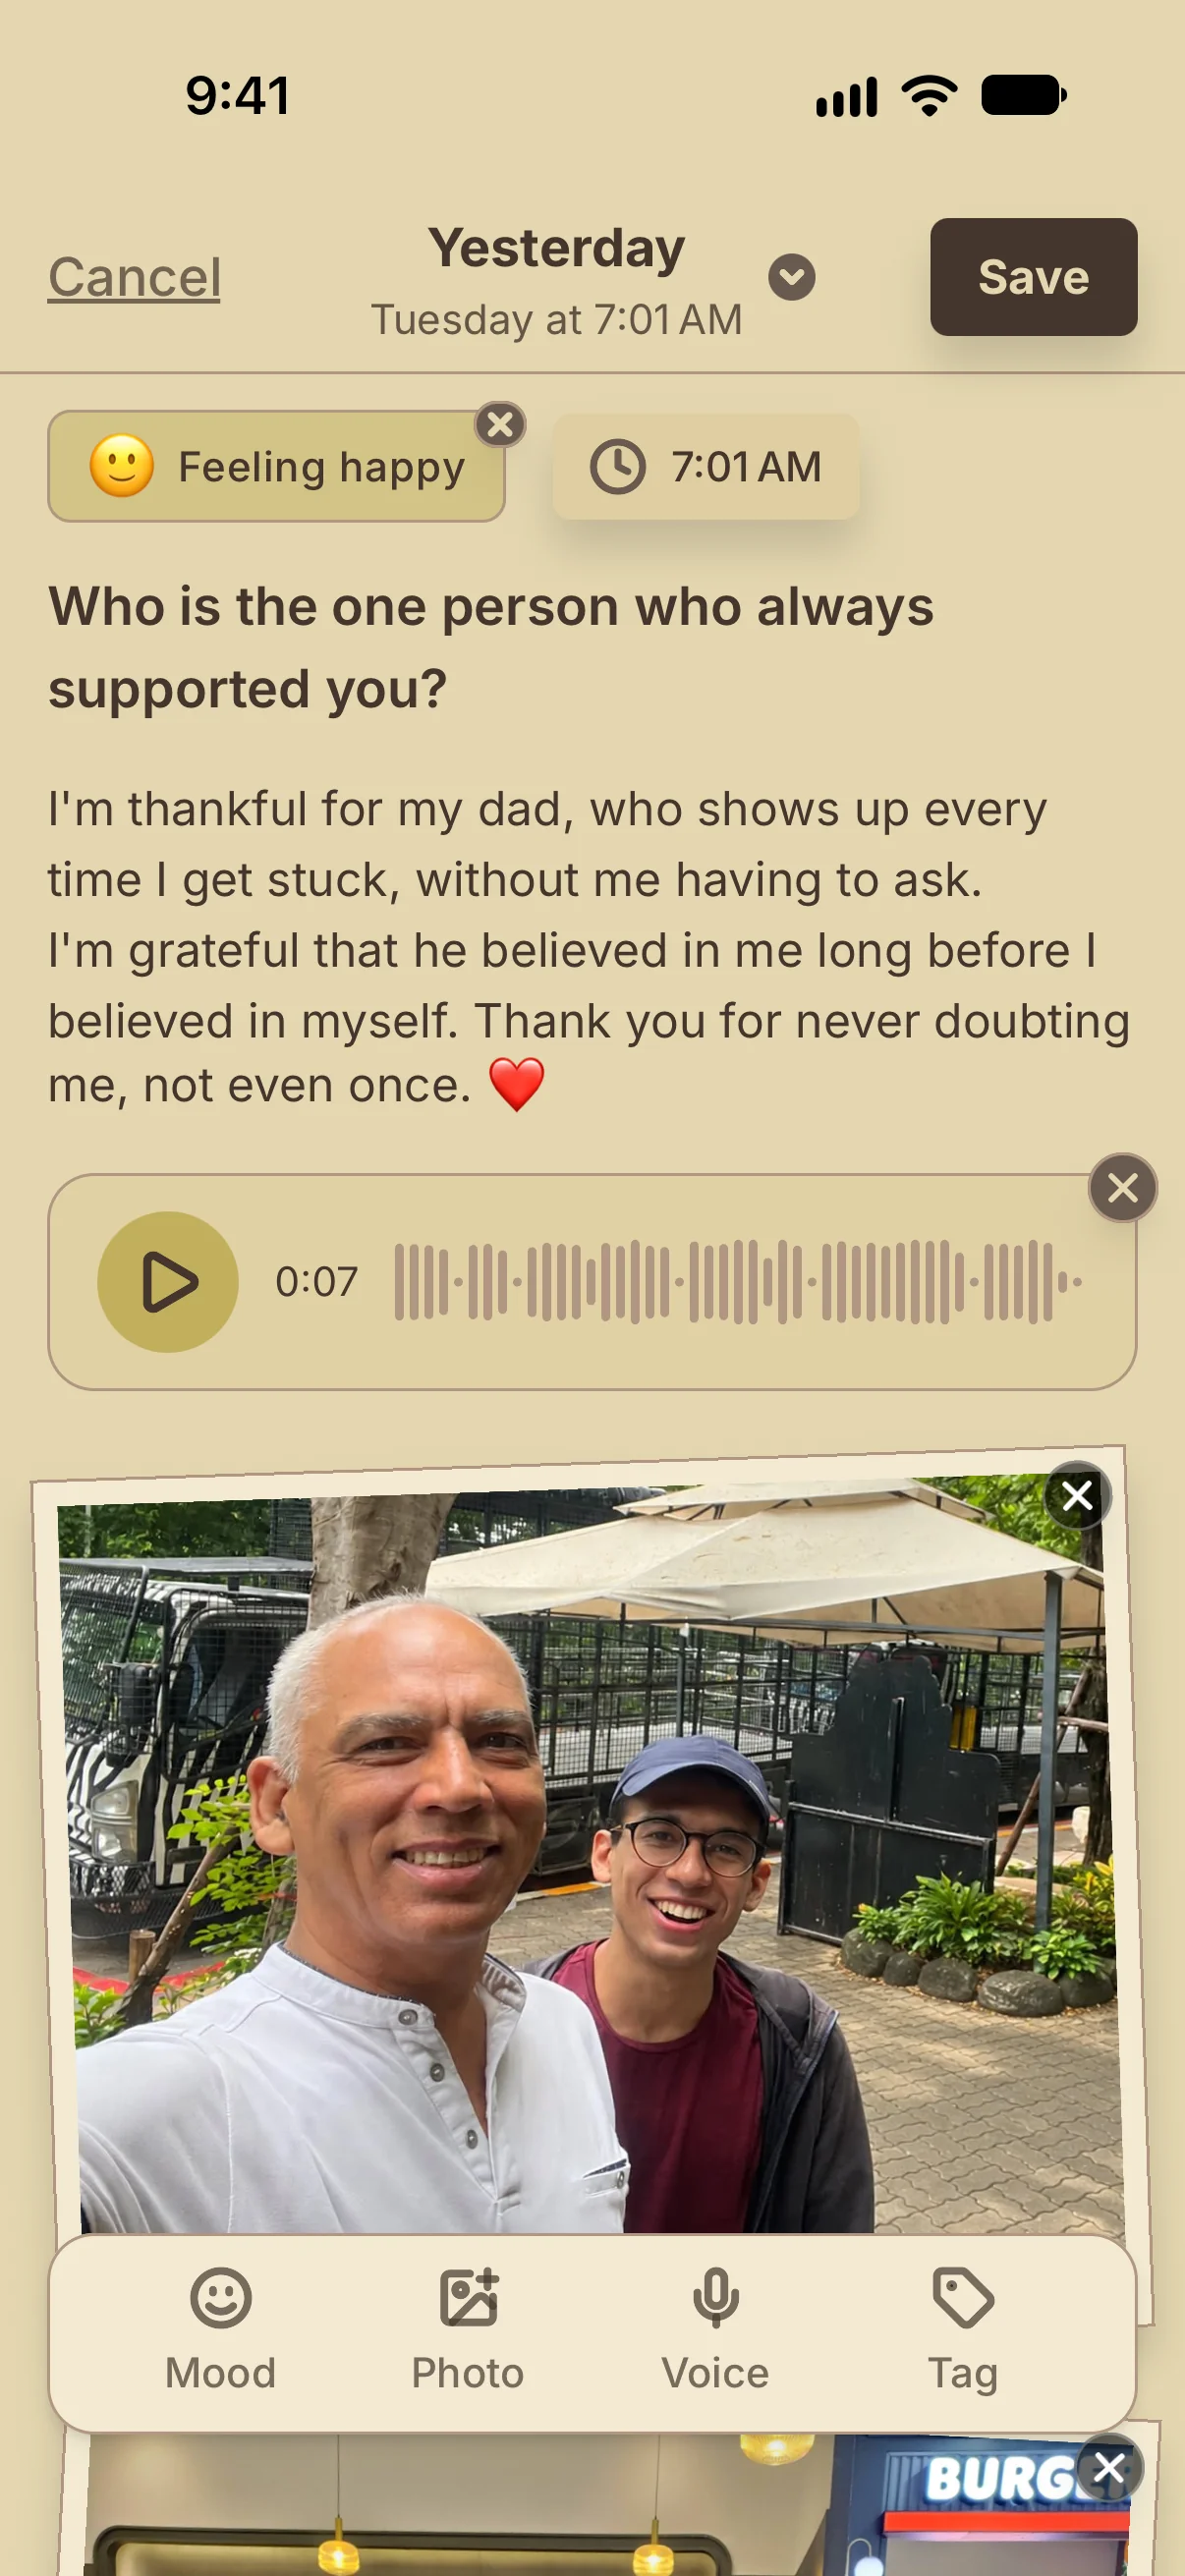 9:41
Cancel
Yesterday
Tuesday at 7:01 AM
Save
Feeling happy
7:01 AM
Who is the one person who always
supported you?
I'm thankful for my dad, who shows up every
time I get stuck, without me having to ask.
I'm grateful that he believed in me long before I
believed in myself. Thank you for never doubting
me, not even once. ❤️
0:07
Mood
Photo
Voice
Tag
BURGER